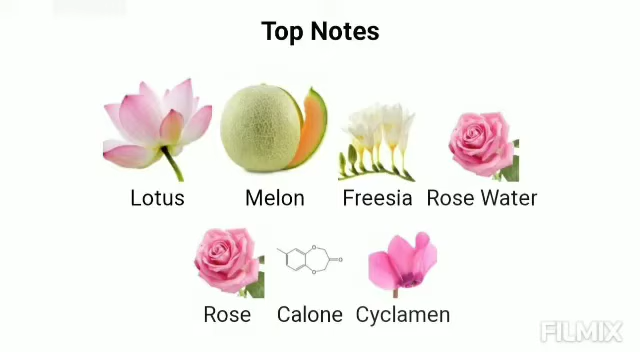 Top Notes
Lotus Melon Freesia Rose Water
Rose Calone Cyclamen
FILMIX